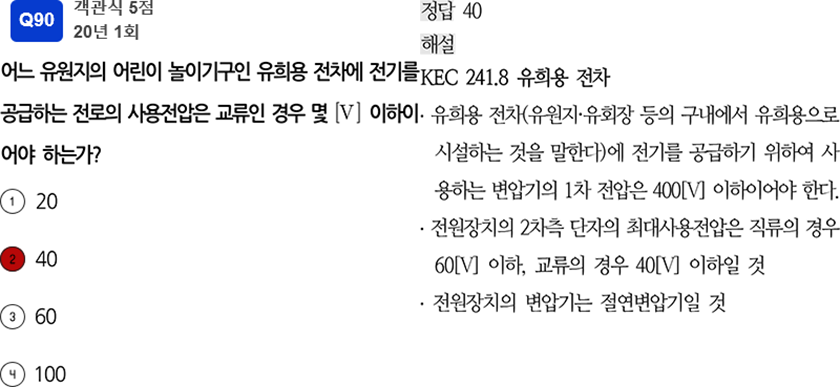 Q90
객관식 5점
20년 1회
어느 유원지의 어린이 놀이기구인 유희용 전차에 전기를
공급하는 전로의 사용전압은 교류인 경우 몇 [V] 이하이
어야 하는가?
1 20
2 40
3 60
4 100
정답 40
해설
KEC 241.8 유희용 전차
· 유희용 전차(유원지·유회장 등의 구내에서 유희용으로
시설하는 것을 말한다)에 전기를 공급하기 위하여 사
용하는 변압기의 1차 전압은 400[V] 이하이어야 한다.
· 전원장치의 2차측 단자의 최대사용전압은 직류의 경우
60[V] 이하, 교류의 경우 40[V] 이하일 것
· 전원장치의 변압기는 절연변압기일 것